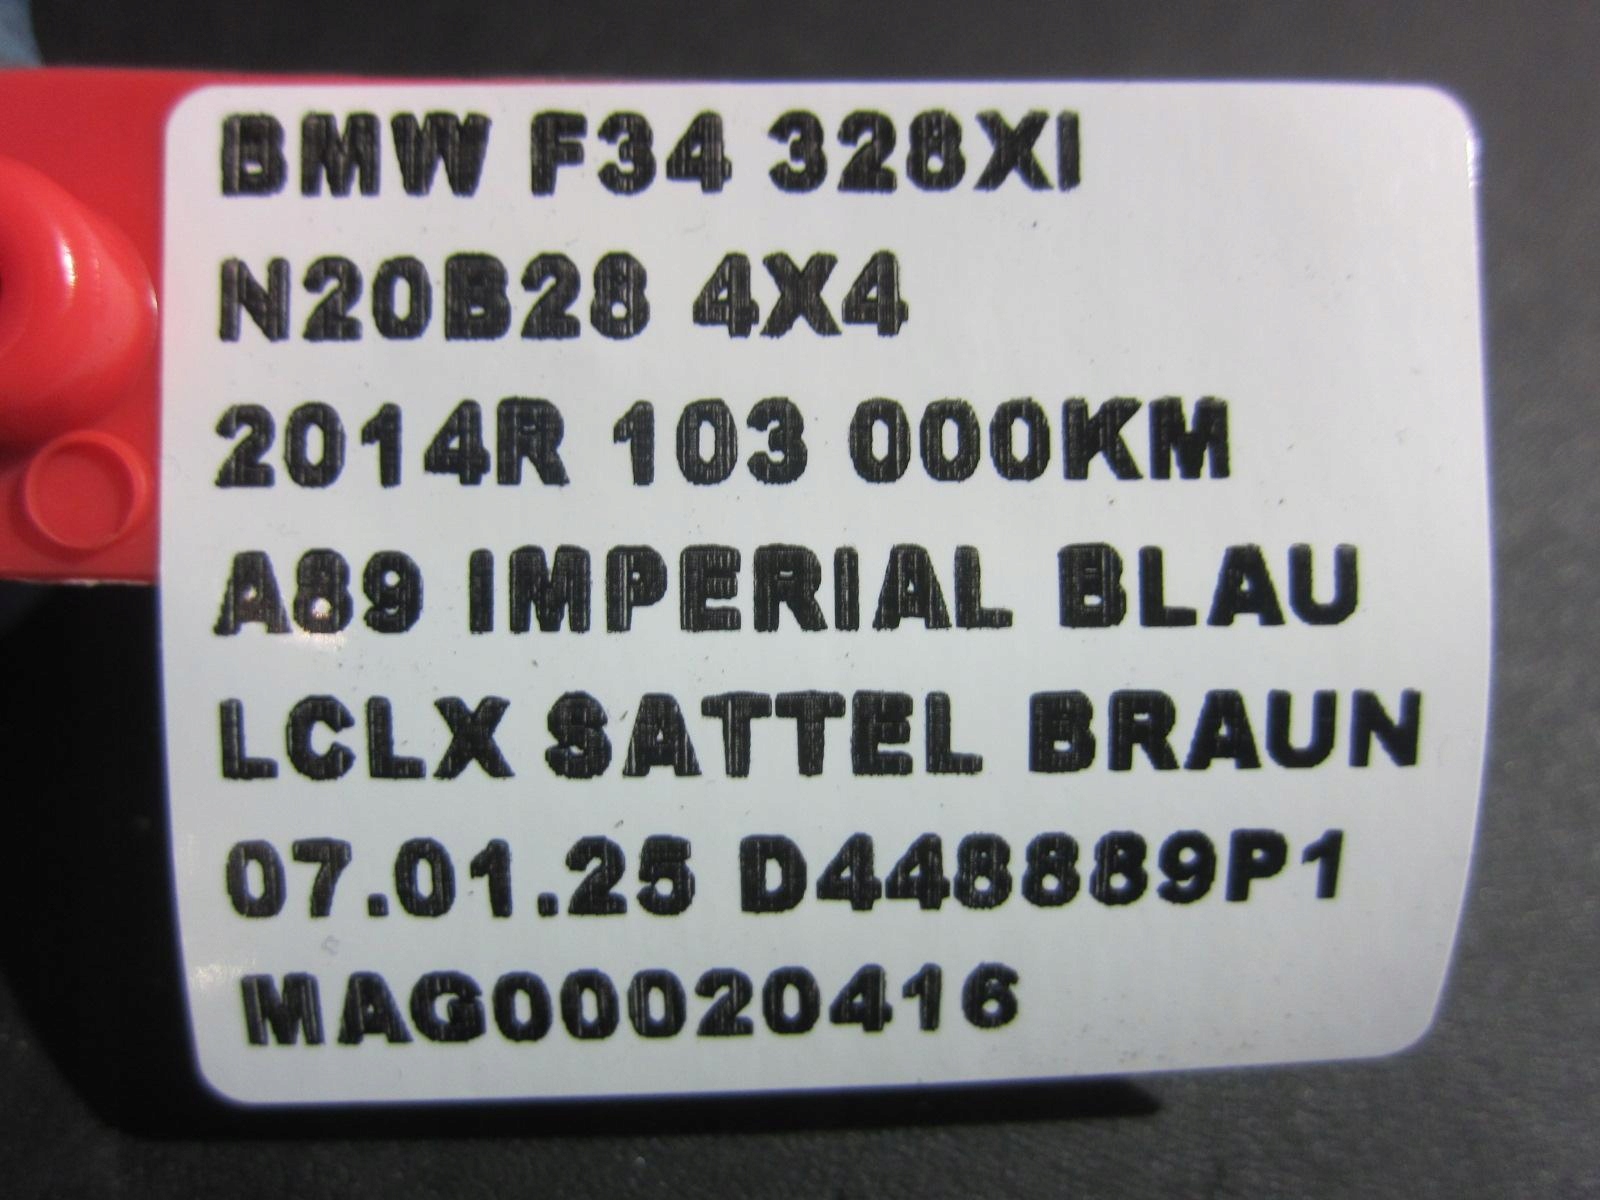 BMW F34 328XI
N20B28 4X4
2014R 103 000KM
A89 IMPERIAL BLAU
LCLX SATTEL BRAUN
07.01.25 D448889P1
MAG00020416